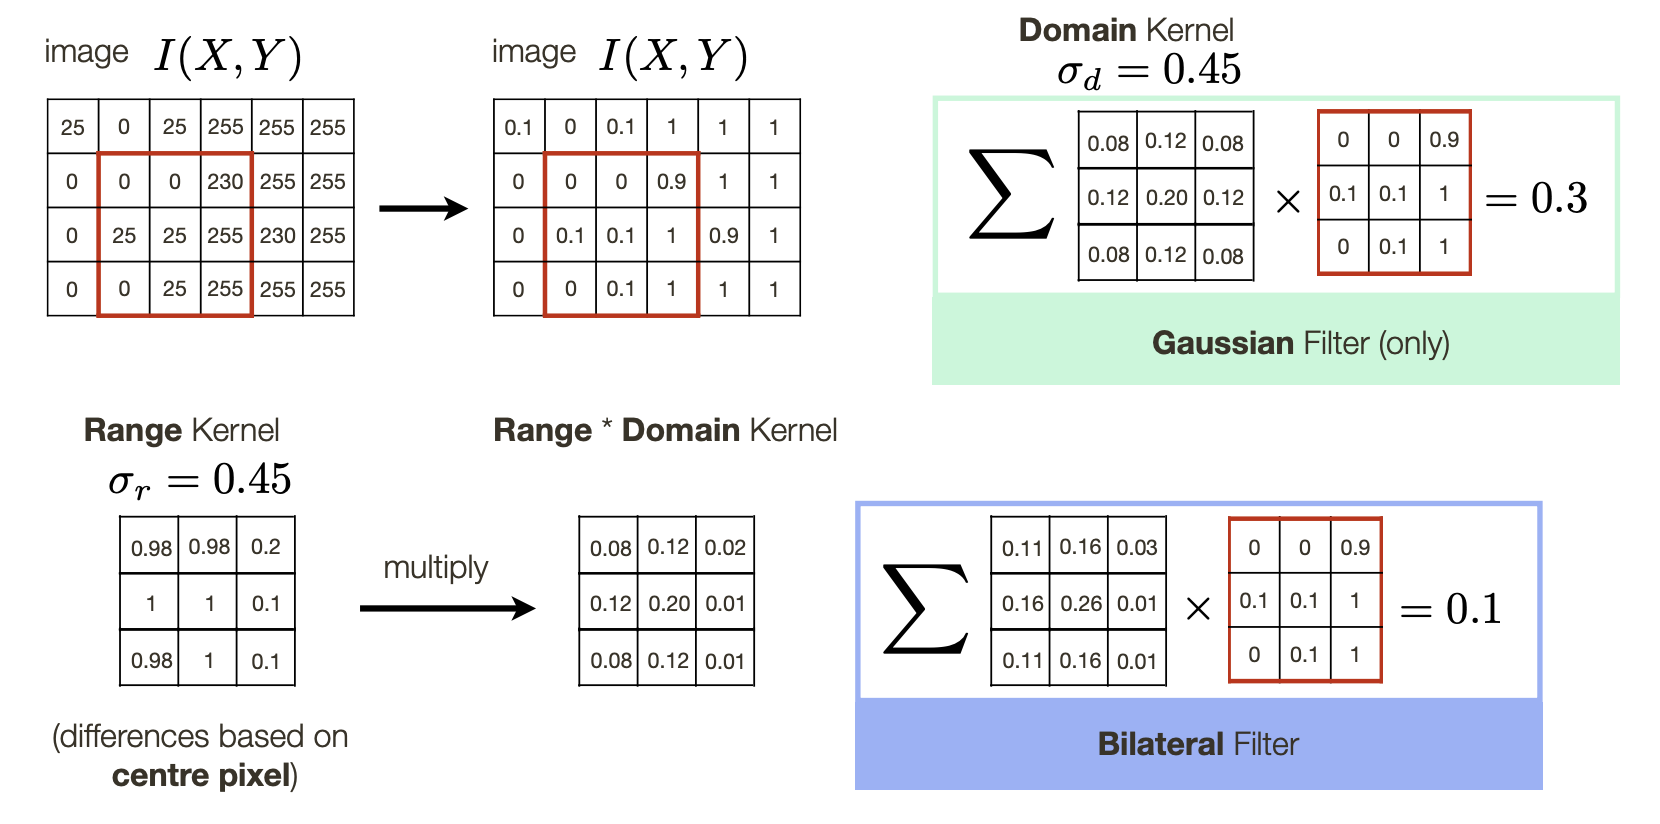 image I(X, Y)
25 0 25 255 255 255
0 0 0 230 255 255
0 25 25 255 230 255
0 0 25 255 255 255
image I(X, Y)
0.1 0 0.1 1 1 1
0 0 0 0.9 1 1
0 0.1 0.1 1 0.9 1
0 0 0.1 1 1 1
Domain Kernel
σd = 0.45
∑
0.08 0.12 0.08
0.12 0.20 0.12
0.08 0.12 0.08
×
0 0 0.9
0.1 0.1 1
0 0.1 1
= 0.3
Gaussian Filter (only)
Range Kernel
σr = 0.45
0.98 0.98 0.2
1 1 0.1
0.98 1 0.1
(differences based on
centre pixel)
multiply
Range * Domain Kernel
0.08 0.12 0.02
0.12 0.20 0.01
0.08 0.12 0.01
∑
0.11 0.16 0.03
0.16 0.26 0.01
0.11 0.16 0.01
×
0 0 0.9
0.1 0.1 1
0 0.1 1
= 0.1
Bilateral Filter